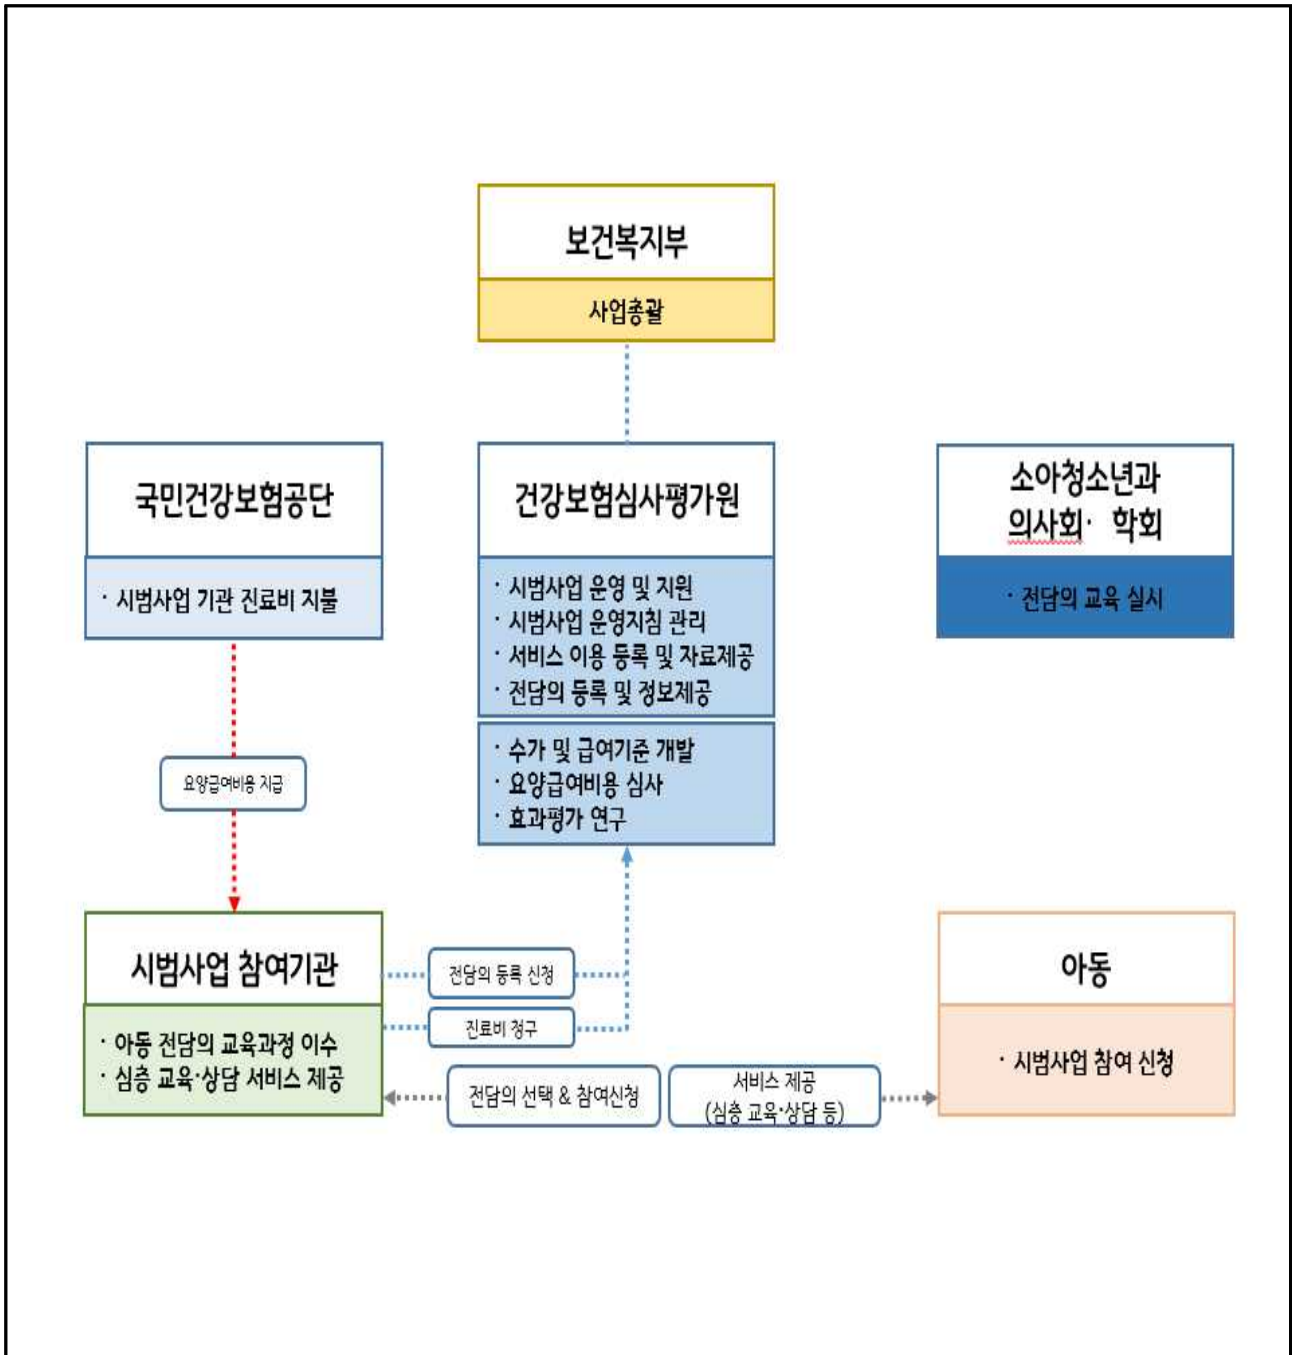 보건복지부
사업총괄
국민건강보험공단
· 시범사업 기관 진료비 지불
건강보험심사평가원
· 시범사업 운영 및 지원
· 시범사업 운영지침 관리
· 서비스 이용 등록 및 자료제공
· 전담의 등록 및 정보제공
· 수가 및 급여기준 개발
· 요양급여비용 심사
· 효과평가 연구
소아청소년과
의사회· 학회
· 전담의 교육 실시
요양급여비용 지급
시범사업 참여기관
· 아동 전담의 교육과정 이수
· 심층 교육·상담 서비스 제공
전담의 등록 신청
진료비 청구
전담의 선택 & 참여신청
서비스 제공
(심층 교육·상담 등)
아동
· 시범사업 참여 신청